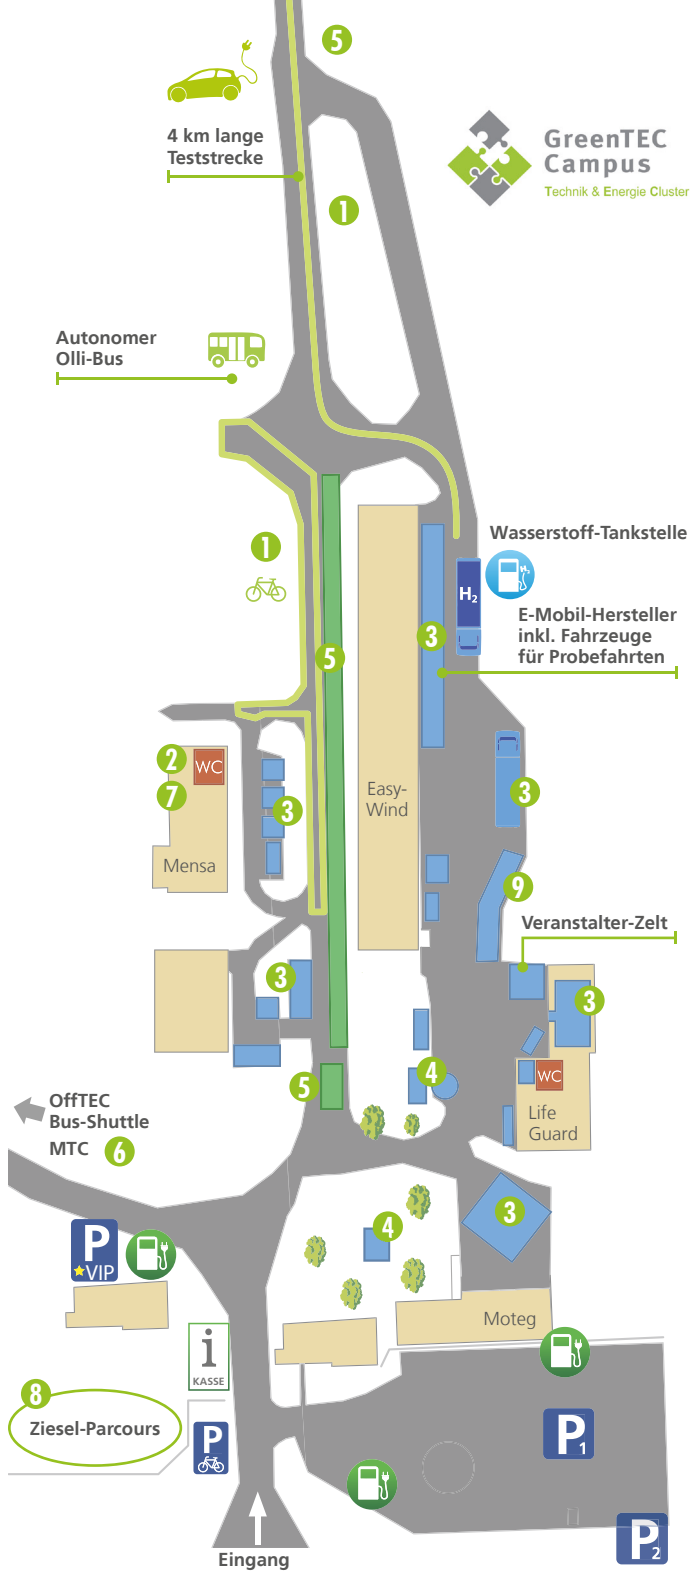 5
4 km lange
Teststrecke
GreenTEC
Campus
Technik & Energie Cluster
1
Autonomer
Olli-Bus
1
Wasserstoff-Tankstelle
H₂
H₂
E-Mobil-Hersteller
inkl. Fahrzeuge
für Probefahrten
3
5
2
WC
7
Mensa
3
Easy-
Wind
3
9
Veranstalter-Zelt
3
3
4
5
WC
Life
Guard
OffTEC
Bus-Shuttle
MTC 6
3
4
P
VIP
Moteg
i
KASSE
8
Ziesel-Parcours
P
P1
P2
Eingang